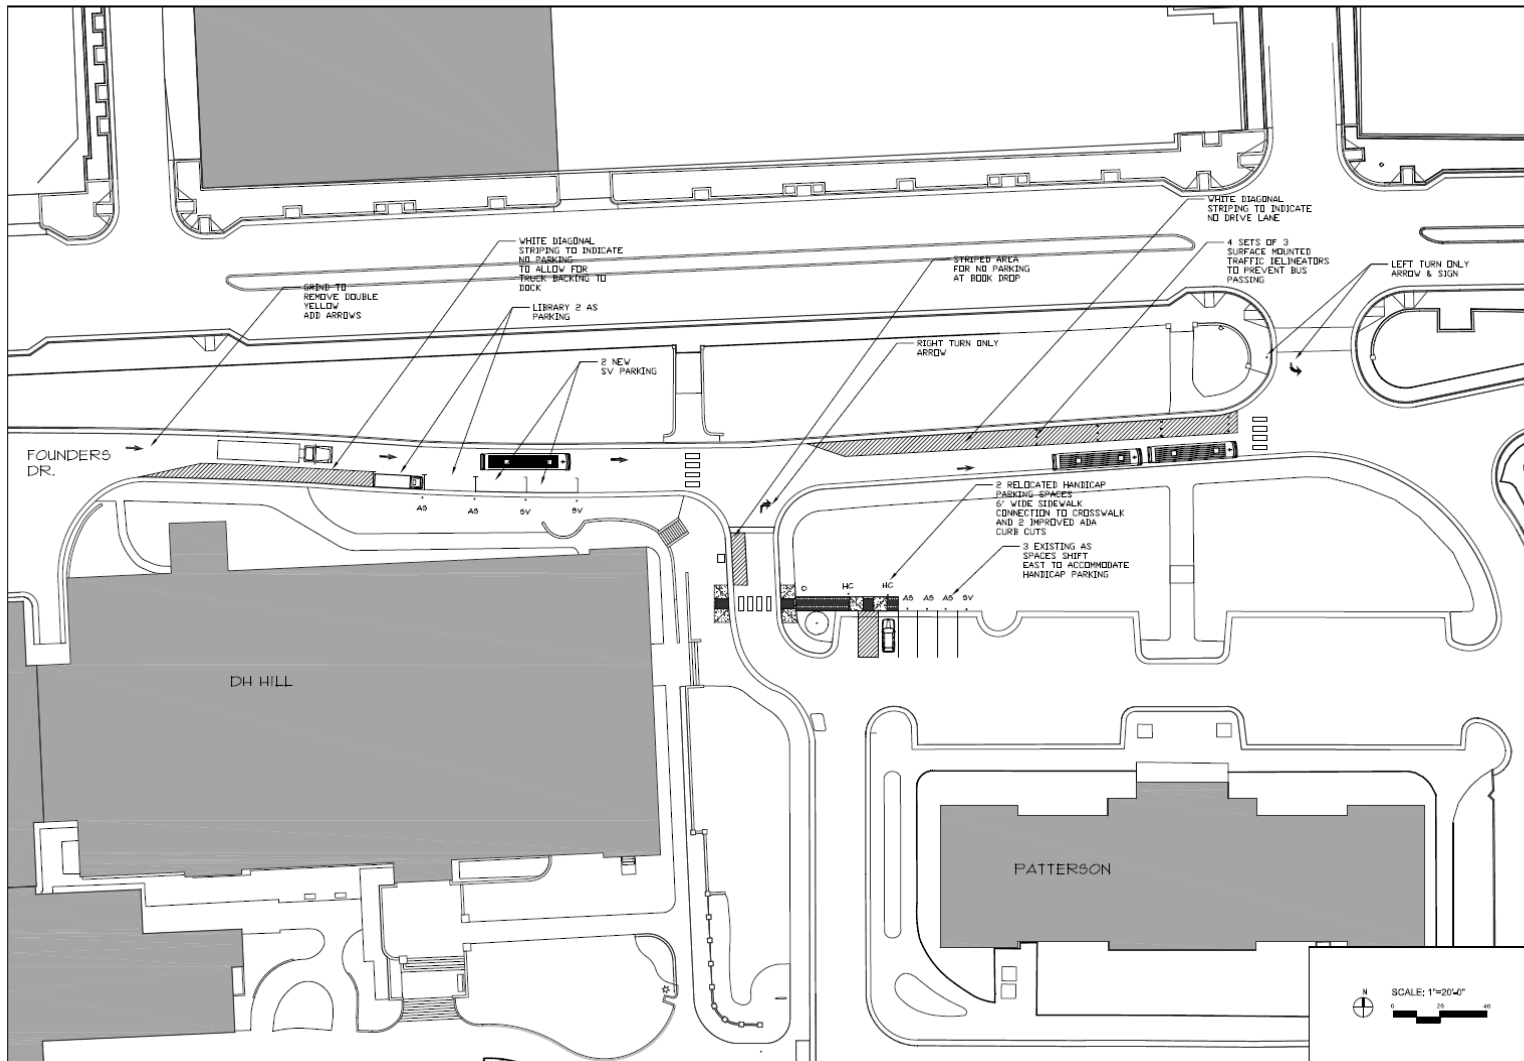 WHITE DIAGONAL
STRIPING TO INDICATE
NO DRIVE LANE
WHITE DIAGONAL
STRIPING TO INDICATE
NO PARKING
TO ALLOW FOR
TRUCK BACKING TO
DOCK
4 SETS OF 3
SURFACE MOUNTED
TRAFFIC DELINEATORS
TO PREVENT BUS
PASSING
STRIPED AREA
FOR NO PARKING
AT BOOK DROP
LEFT TURN ONLY
ARROW & SIGN
GRIND TO
REMOVE DOUBLE
YELLOW
ADD ARROWS
LIBRARY 2 AS
PARKING
RIGHT TURN ONLY
ARROW
2 NEW
SV PARKING
FOUNDERS
DR.
AS
AS
SV
SV
2 RELOCATED HANDICAP
PARKING SPACES
6' WIDE SIDEWALK
CONNECTION TO CROSSWALK
AND 2 IMPROVED ADA
CURB CUTS
3 EXISTING AS
SPACES SHIFT
EAST TO ACCOMMODATE
HANDICAP PARKING
HC
HC
AS
AS
AS
SV
DH HILL
PATTERSON
N
SCALE: 1"=20'-0"
0
20
40